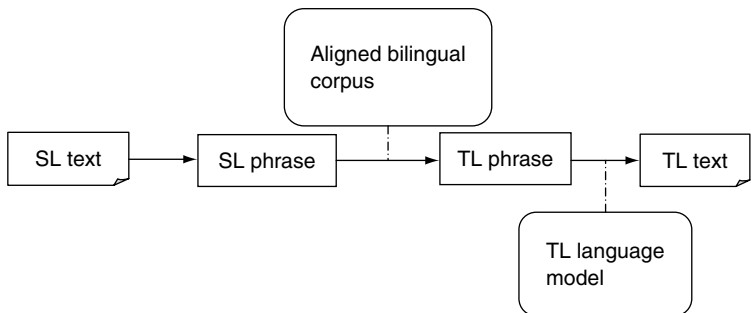 Aligned bilingual
corpus
SL text
SL phrase
TL phrase
TL text
TL language
model